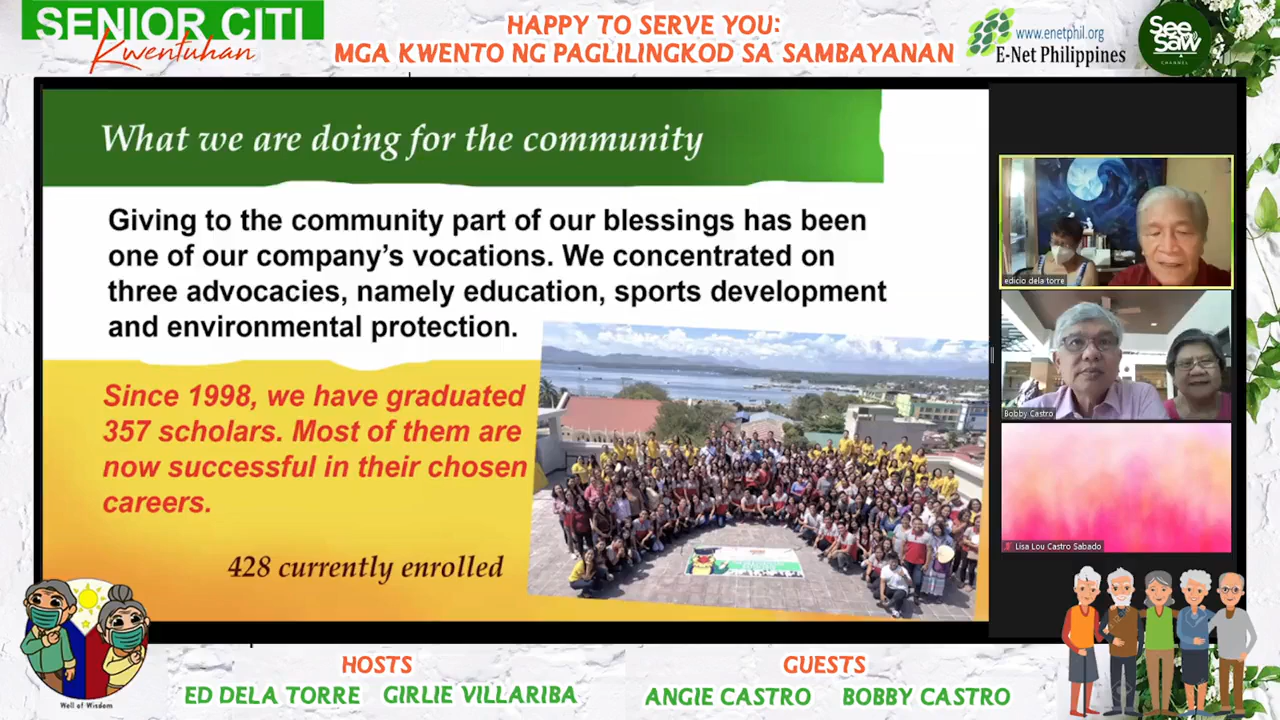 SENIOR CITI
Kwentuhan
HAPPY TO SERVE YOU:
MGA KWENTO NG PAGLILINGKOD SA SAMBAYANAN
www.enetphil.org
E-Net Philippines
See
Saw
CHANNEL
What we are doing for the community
Giving to the community part of our blessings has been
one of our company's vocations. We concentrated on
three advocacies, namely education, sports development
and environmental protection.
Since 1998, we have graduated
357 scholars. Most of them are
now successful in their chosen
careers.
428 currently enrolled
edicio dela torre
Bobby Castro
Lisa Lou Castro Sabado
Well of Wisdom
HOSTS
ED DELA TORRE GIRLIE VILLARIBA
GUESTS
ANGIE CASTRO BOBBY CASTRO